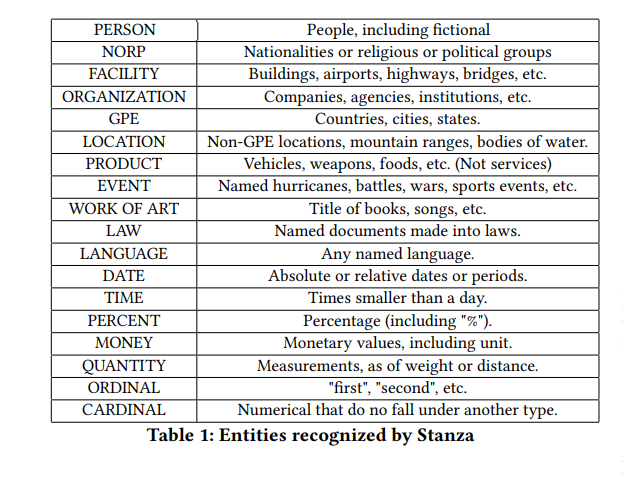 PERSON People, including fictional
NORP Nationalities or religious or political groups
FACILITY Buildings, airports, highways, bridges, etc.
ORGANIZATION Companies, agencies, institutions, etc.
GPE Countries, cities, states.
LOCATION Non-GPE locations, mountain ranges, bodies of water.
PRODUCT Vehicles, weapons, foods, etc. (Not services)
EVENT Named hurricanes, battles, wars, sports events, etc.
WORK OF ART Title of books, songs, etc.
LAW Named documents made into laws.
LANGUAGE Any named language.
DATE Absolute or relative dates or periods.
TIME Times smaller than a day.
PERCENT Percentage (including "%").
MONEY Monetary values, including unit.
QUANTITY Measurements, as of weight or distance.
ORDINAL "first", "second", etc.
CARDINAL Numerical that do no fall under another type.
Table 1: Entities recognized by Stanza